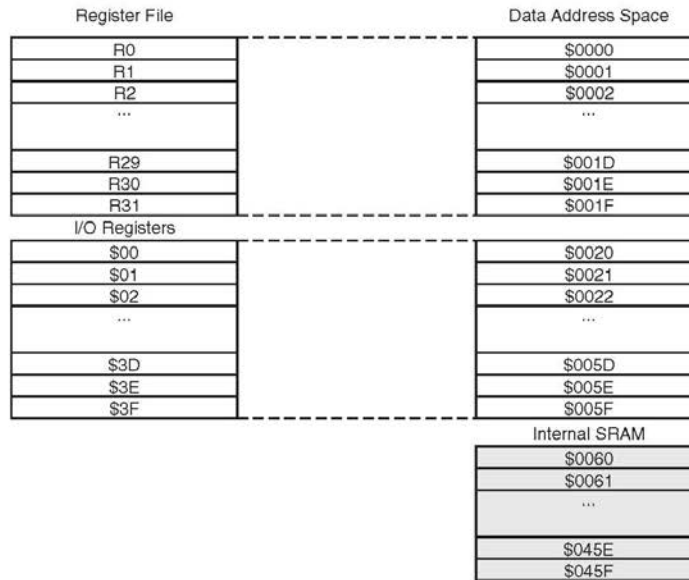 Register File Data Address Space
R0 $0000
R1 $0001
R2 $0002
... ...
R29 $001D
R30 $001E
R31 $001F
I/O Registers
$00 $0020
$01 $0021
$02 $0022
... ...
$3D $005D
$3E $005E
$3F $005F
Internal SRAM
$0060
$0061
...
$045E
$045F